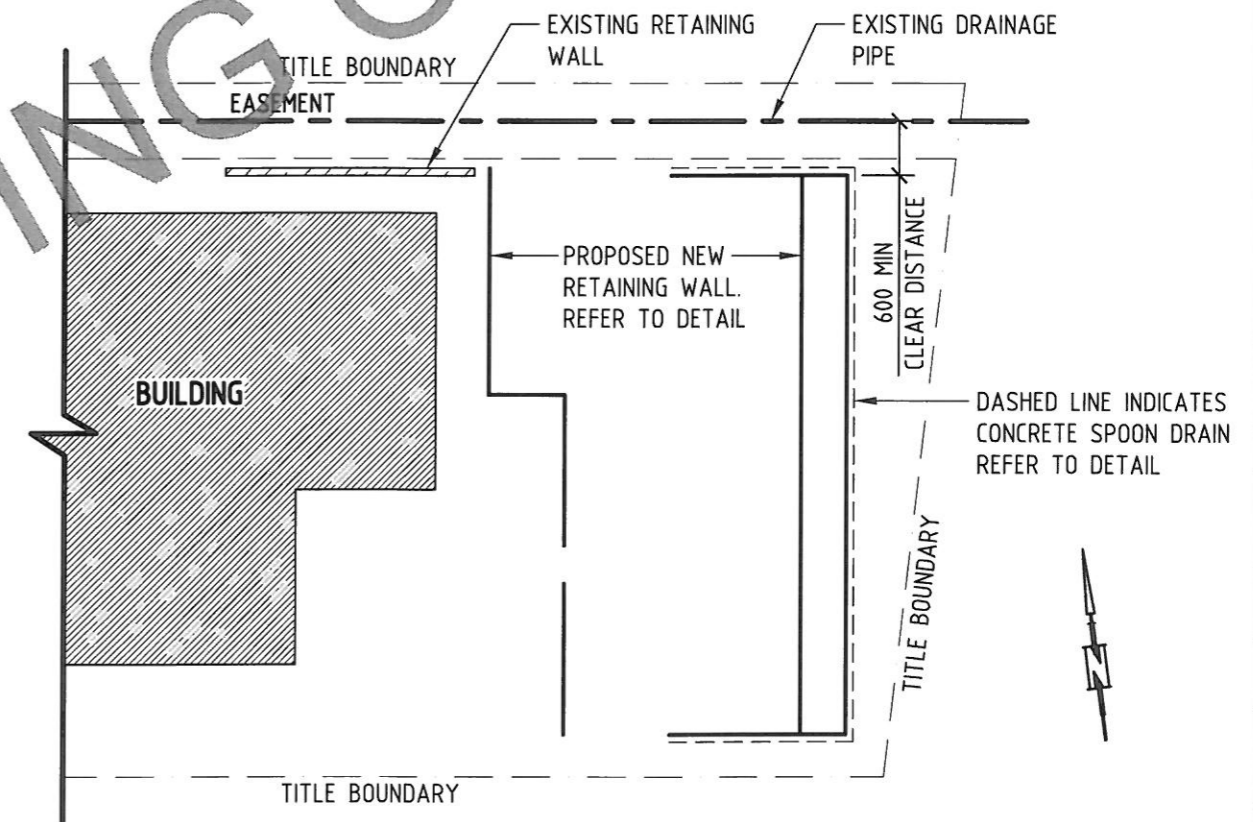 ING
EXISTING RETAINING
WALL
EXISTING DRAINAGE
PIPE
TITLE BOUNDARY
EASEMENT
PROPOSED NEW
RETAINING WALL.
REFER TO DETAIL
600 MIN
CLEAR DISTANCE
BUILDING
DASHED LINE INDICATES
CONCRETE SPOON DRAIN
REFER TO DETAIL
TITLE BOUNDARY
N
TITLE BOUNDARY